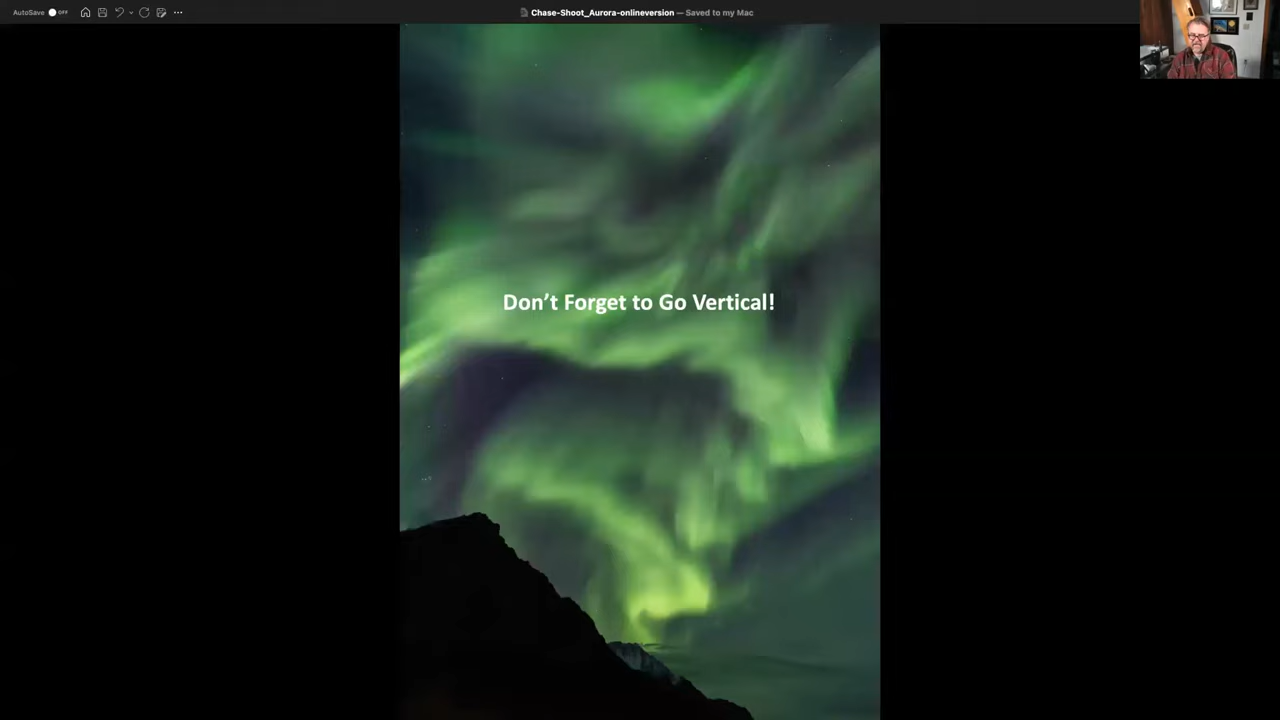 AutoSave OFF
Chase-Shoot_Aurora-onlineversion — Saved to my Mac
Don’t Forget to Go Vertical!